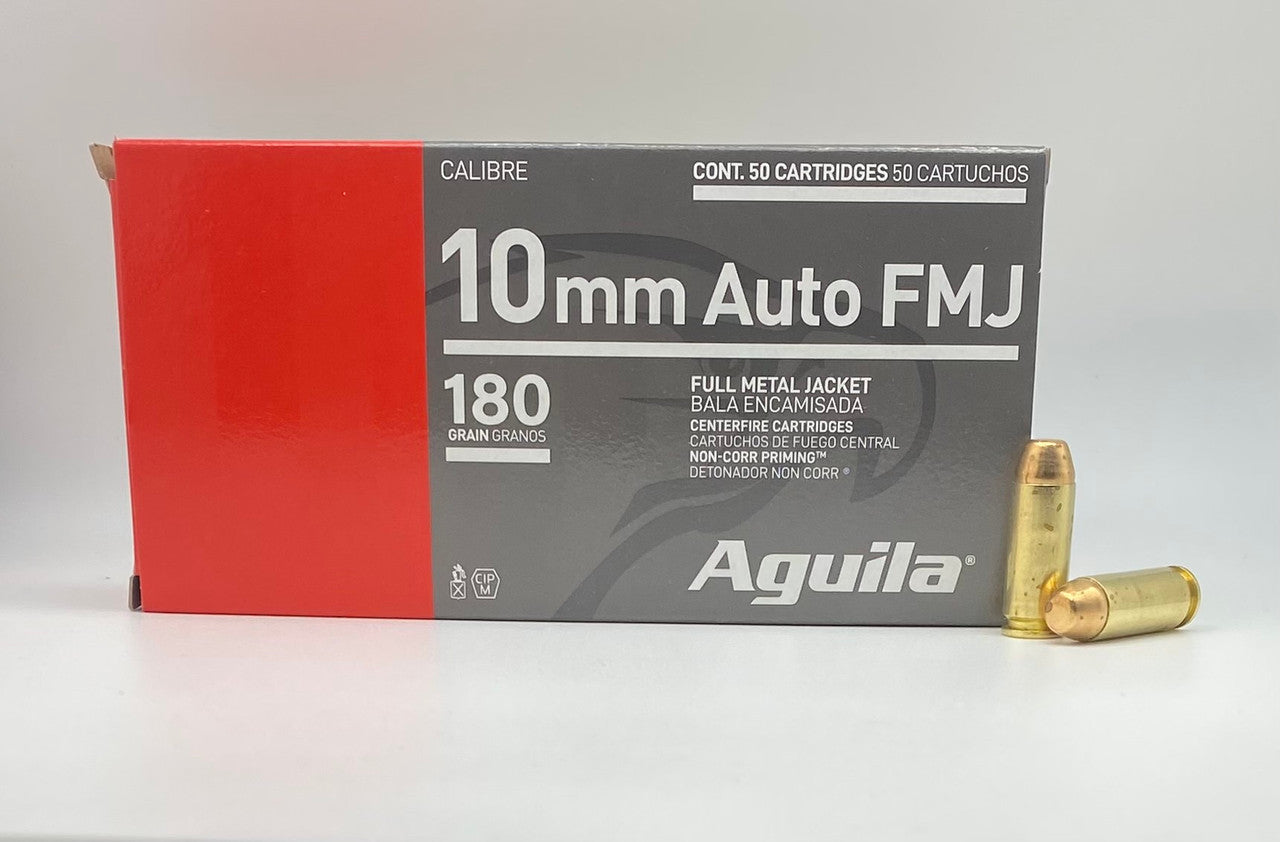 CALIBRE
CONT. 50 CARTRIDGES 50 CARTUCHOS
10mm Auto FMJ
180
GRAIN GRANOS
FULL METAL JACKET
BALA ENCAMISADA
CENTERFIRE CARTRIDGES
CARTUCHOS DE FUEGO CENTRAL
NON-CORR PRIMING™
DETONADOR NON CORR ®
CIP
M
Aguila®